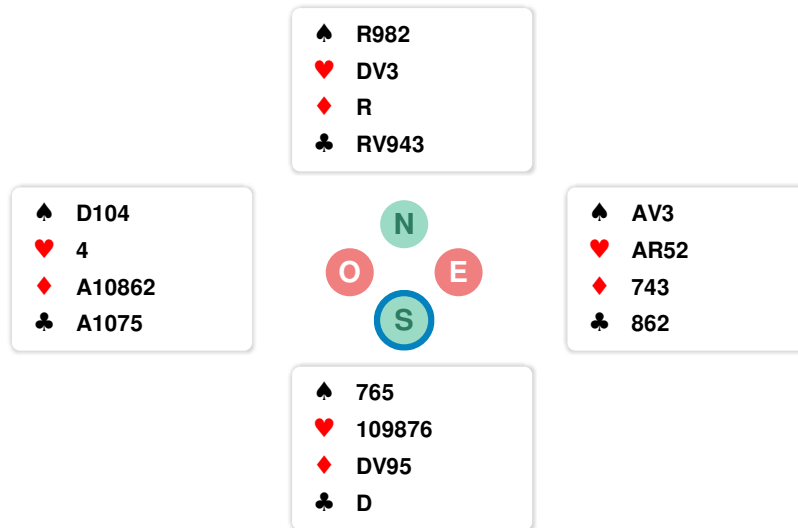 ♠ R982
♥ DV3
♦ R
♣ RV943
♠ D104
♥ 4
♦ A10862
♣ A1075
N
O E
S
♠ AV3
♥ AR52
♦ 743
♣ 862
♠ 765
♥ 109876
♦ DV95
♣ D